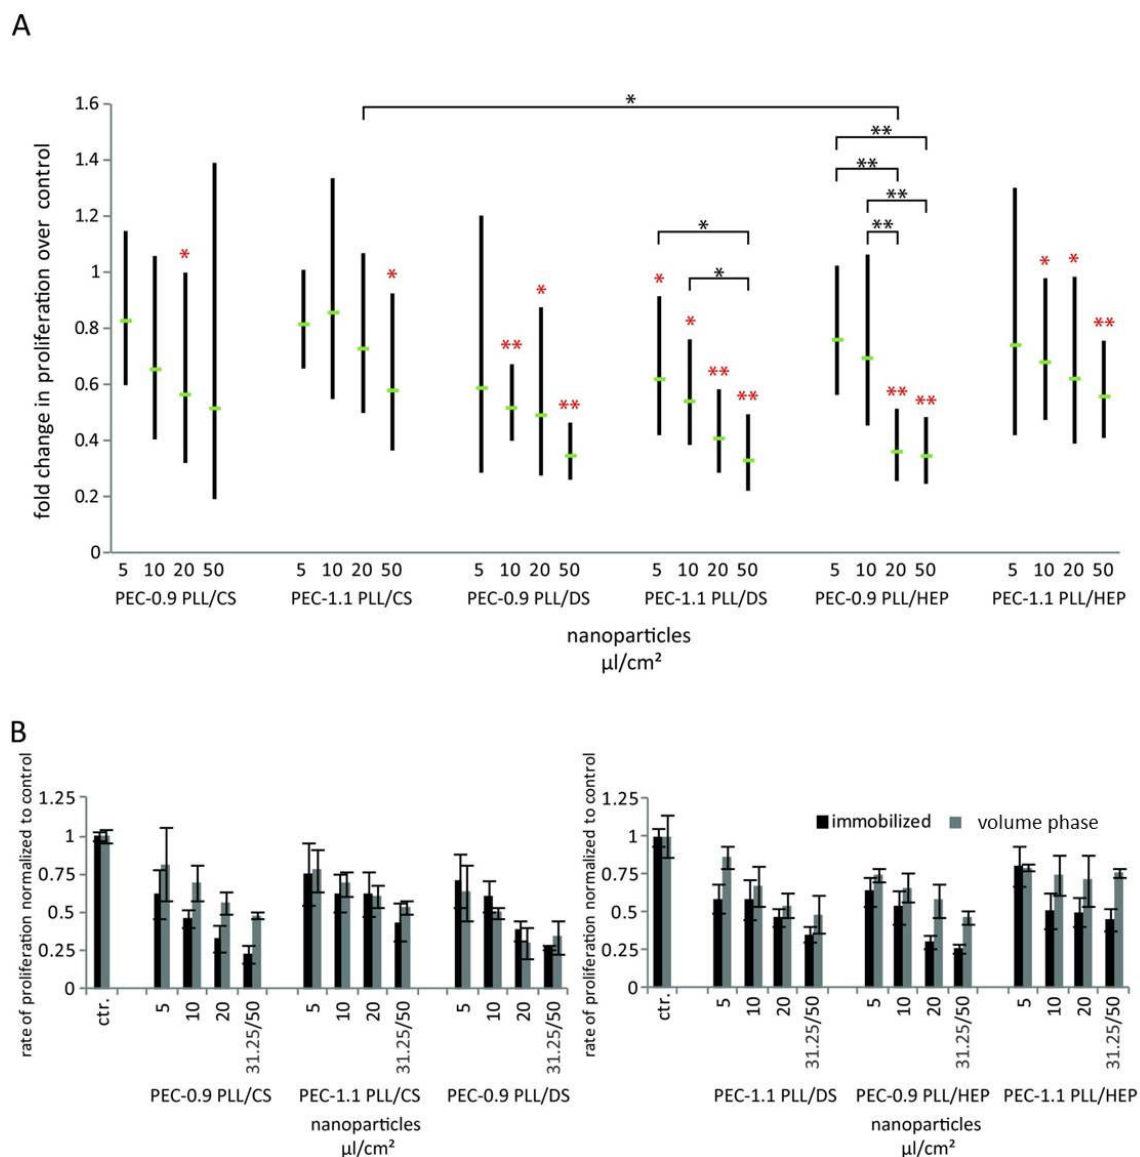 A
fold change in proliferation over control
1.6
1.4
1.2
1
0.8
0.6
0.4
0.2
0
*
** 
**
**
**
*
*
*
*
*
**
*
**
*
*
**
**
**
**
*
*
**
5 10 20 50 5 10 20 50 5 10 20 50 5 10 20 50 5 10 20 50 5 10 20 50
PEC-0.9 PLL/CS PEC-1.1 PLL/CS PEC-0.9 PLL/DS PEC-1.1 PLL/DS PEC-0.9 PLL/HEP PEC-1.1 PLL/HEP
nanoparticles
µl/cm²
B
rate of proliferation normalized to control
1.25
1
0.75
0.5
0.25
0
ctr. 5 10 20 31.25/50 5 10 20 31.25/50 5 10 20 31.25/50
PEC-0.9 PLL/CS PEC-1.1 PLL/CS PEC-0.9 PLL/DS
nanoparticles
µl/cm²
rate of proliferation normalized to control
1.25
1
0.75
0.5
0.25
0
immobilized volume phase
ctr. 5 10 20 31.25/50 5 10 20 31.25/50 5 10 20 31.25/50
PEC-1.1 PLL/DS PEC-0.9 PLL/HEP PEC-1.1 PLL/HEP
nanoparticles
µl/cm²